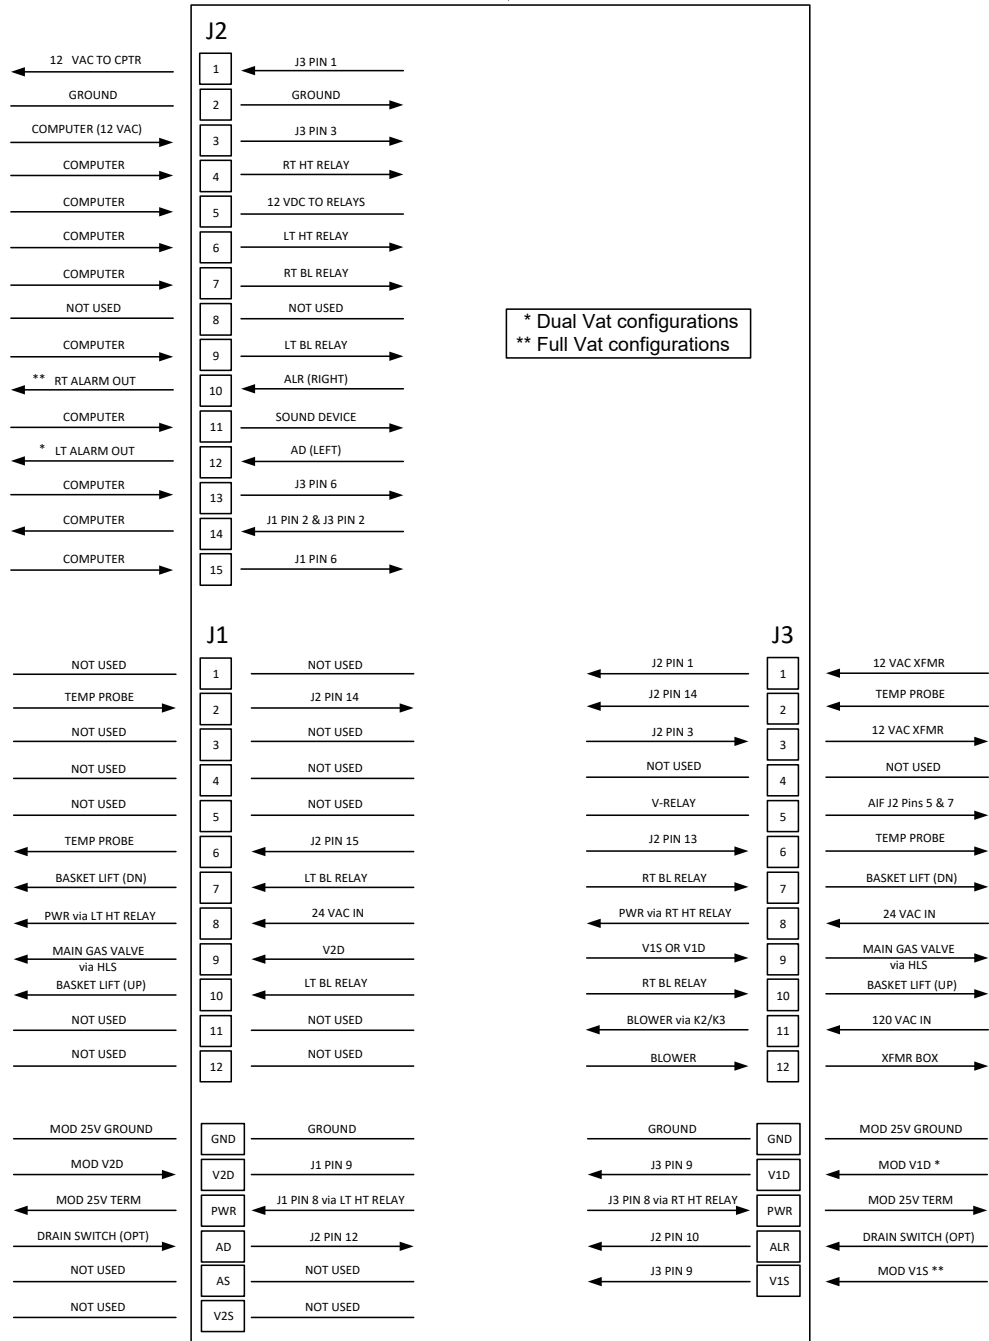 J2
12 VAC TO CPTR 1 J3 PIN 1
GROUND 2 GROUND
COMPUTER (12 VAC) 3 J3 PIN 3
COMPUTER 4 RT HT RELAY
COMPUTER 5 12 VDC TO RELAYS
COMPUTER 6 LT HT RELAY
COMPUTER 7 RT BL RELAY
NOT USED 8 NOT USED
COMPUTER 9 LT BL RELAY
** RT ALARM OUT 10 ALR (RIGHT)
COMPUTER 11 SOUND DEVICE
* LT ALARM OUT 12 AD (LEFT)
COMPUTER 13 J3 PIN 6
COMPUTER 14 J1 PIN 2 & J3 PIN 2
COMPUTER 15 J1 PIN 6
* Dual Vat configurations
** Full Vat configurations
J1
NOT USED 1 NOT USED
TEMP PROBE 2 J2 PIN 14
NOT USED 3 NOT USED
NOT USED 4 NOT USED
NOT USED 5 NOT USED
TEMP PROBE 6 J2 PIN 15
BASKET LIFT (DN) 7 LT BL RELAY
PWR via LT HT RELAY 8 24 VAC IN
MAIN GAS VALVE 9 V2D
via HLS
BASKET LIFT (UP) 10 LT BL RELAY
NOT USED 11 NOT USED
NOT USED 12 NOT USED
MOD 25V GROUND GND GROUND
MOD V2D V2D J1 PIN 9
MOD 25V TERM PWR J1 PIN 8 via LT HT RELAY
DRAIN SWITCH (OPT) AD J2 PIN 12
NOT USED AS NOT USED
NOT USED V2S NOT USED
J3
J2 PIN 1 1 12 VAC XFMR
J2 PIN 14 2 TEMP PROBE
J2 PIN 3 3 12 VAC XFMR
NOT USED 4 NOT USED
V-RELAY 5 AIF J2 Pins 5 & 7
J2 PIN 13 6 TEMP PROBE
RT BL RELAY 7 BASKET LIFT (DN)
PWR via RT HT RELAY 8 24 VAC IN
V1S OR V1D 9 MAIN GAS VALVE
via HLS
RT BL RELAY 10 BASKET LIFT (UP)
BLOWER via K2/K3 11 120 VAC IN
BLOWER 12 XFMR BOX
GROUND GND MOD 25V GROUND
J3 PIN 9 V1D MOD V1D *
J3 PIN 8 via RT HT RELAY PWR MOD 25V TERM
J2 PIN 10 ALR DRAIN SWITCH (OPT)
J3 PIN 9 V1S MOD V1S **